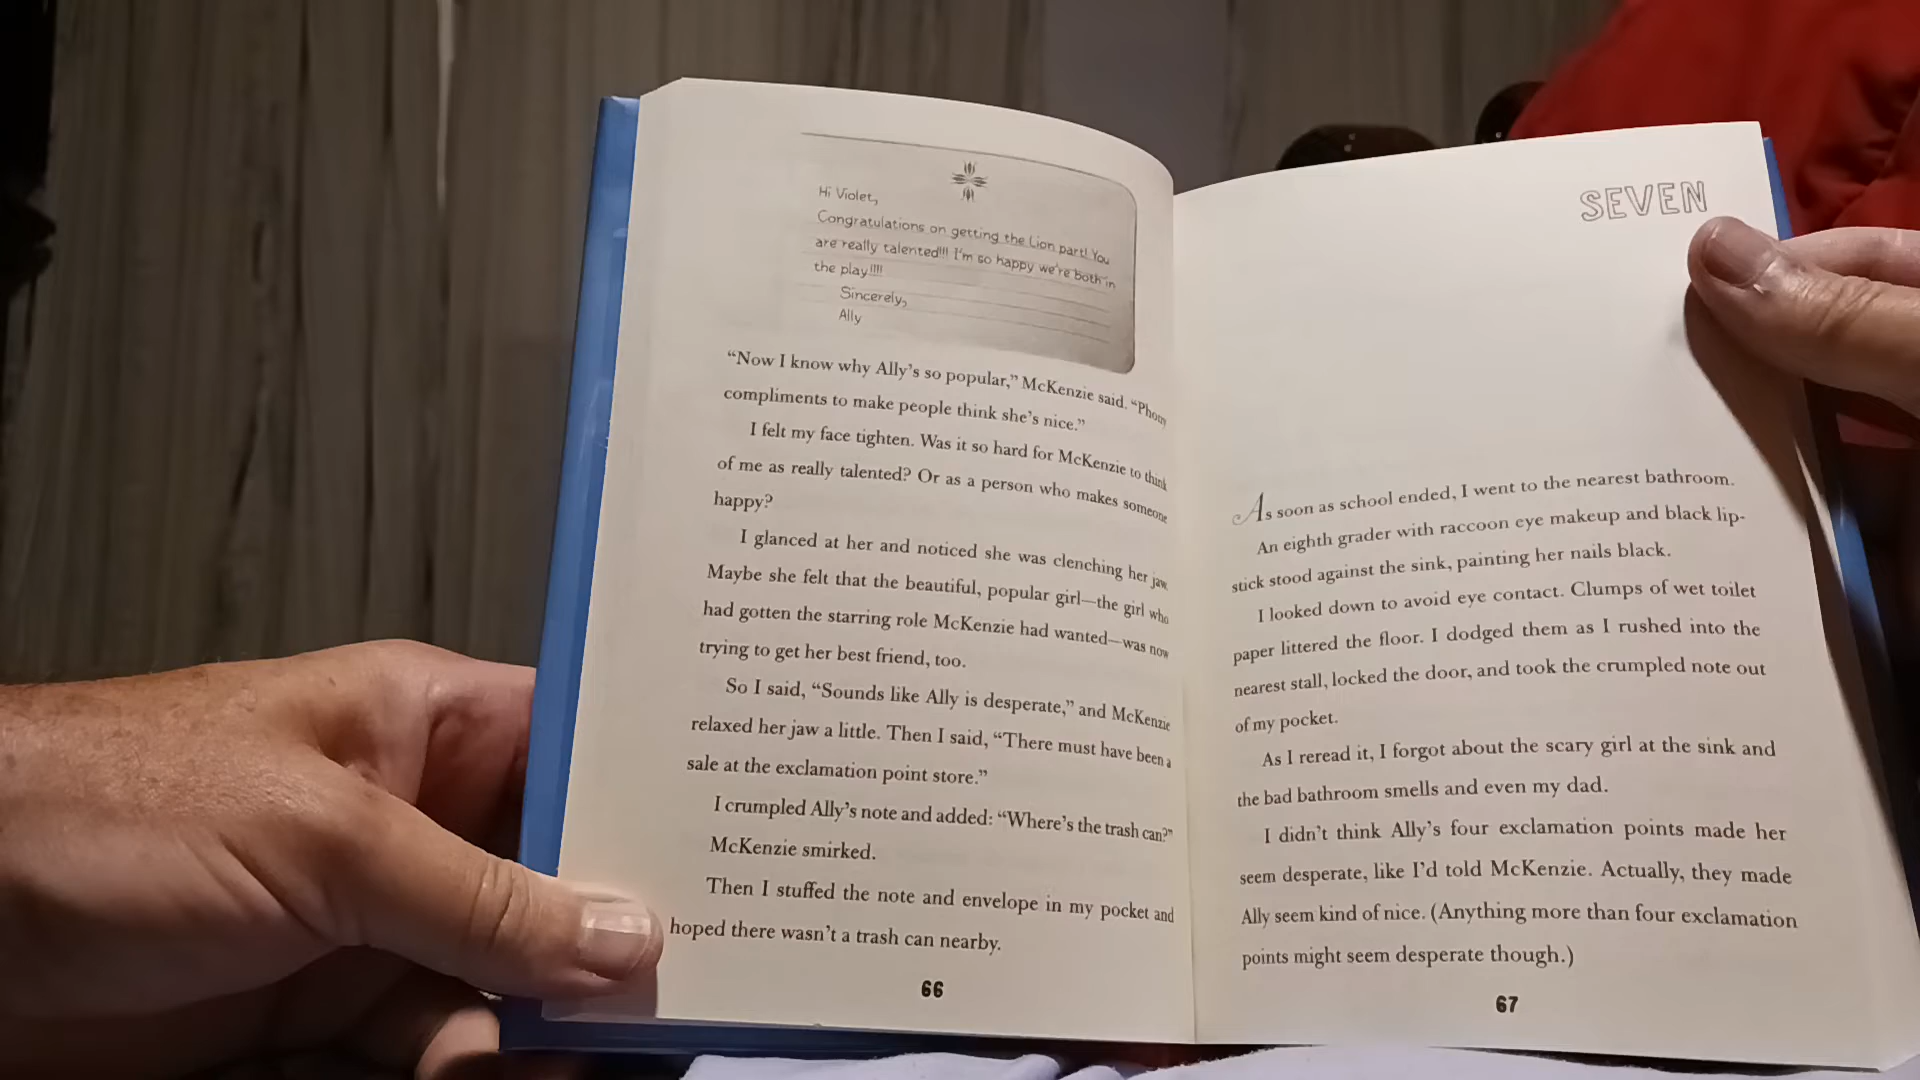 Hi Violet,
Congratulations on getting the Lion part! You
are really talented!!! I'm so happy we're both in
the play!!!!
Sincerely,
Ally
“Now I know why Ally's so popular,” McKenzie said. “Phony
compliments to make people think she's nice.”
I felt my face tighten. Was it so hard for McKenzie to think
of me as really talented? Or as a person who makes someone
happy?
I glanced at her and noticed she was clenching her jaw.
Maybe she felt that the beautiful, popular girl—the girl who
had gotten the starring role McKenzie had wanted—was now
trying to get her best friend, too.
So I said, “Sounds like Ally is desperate,” and McKenzie
relaxed her jaw a little. Then I said, “There must have been a
sale at the exclamation point store.”
I crumpled Ally's note and added: “Where's the trash can?”
McKenzie smirked.
Then I stuffed the note and envelope in my pocket and
hoped there wasn't a trash can nearby.
66
SEVEN
As soon as school ended, I went to the nearest bathroom.
An eighth grader with raccoon eye makeup and black lip-
stick stood against the sink, painting her nails black.
I looked down to avoid eye contact. Clumps of wet toilet
paper littered the floor. I dodged them as I rushed into the
nearest stall, locked the door, and took the crumpled note out
of my pocket.
As I reread it, I forgot about the scary girl at the sink and
the bad bathroom smells and even my dad.
I didn't think Ally's four exclamation points made her
seem desperate, like I'd told McKenzie. Actually, they made
Ally seem kind of nice. (Anything more than four exclamation
points might seem desperate though.)
67